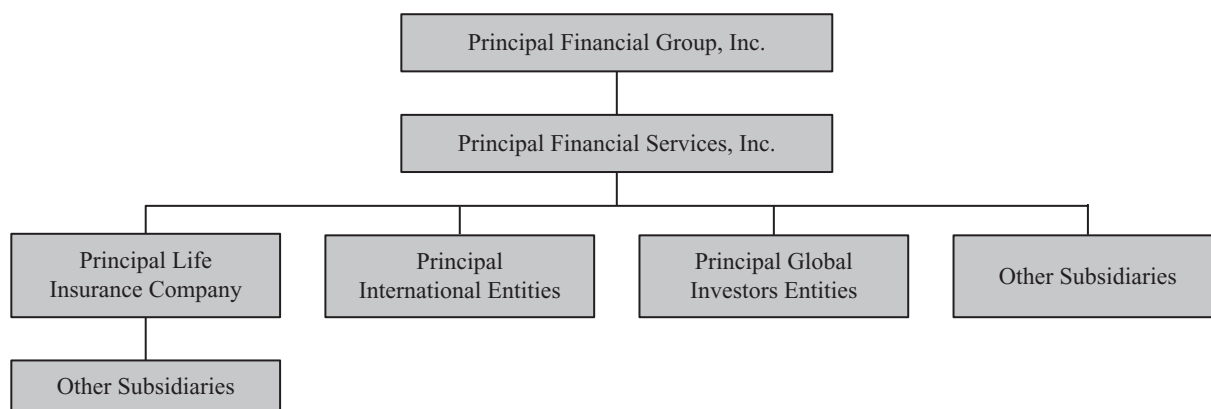 Principal Financial Group, Inc.
Principal Financial Services, Inc.
Principal Life
Insurance Company
Principal
International Entities
Principal Global
Investors Entities
Other Subsidiaries
Other Subsidiaries